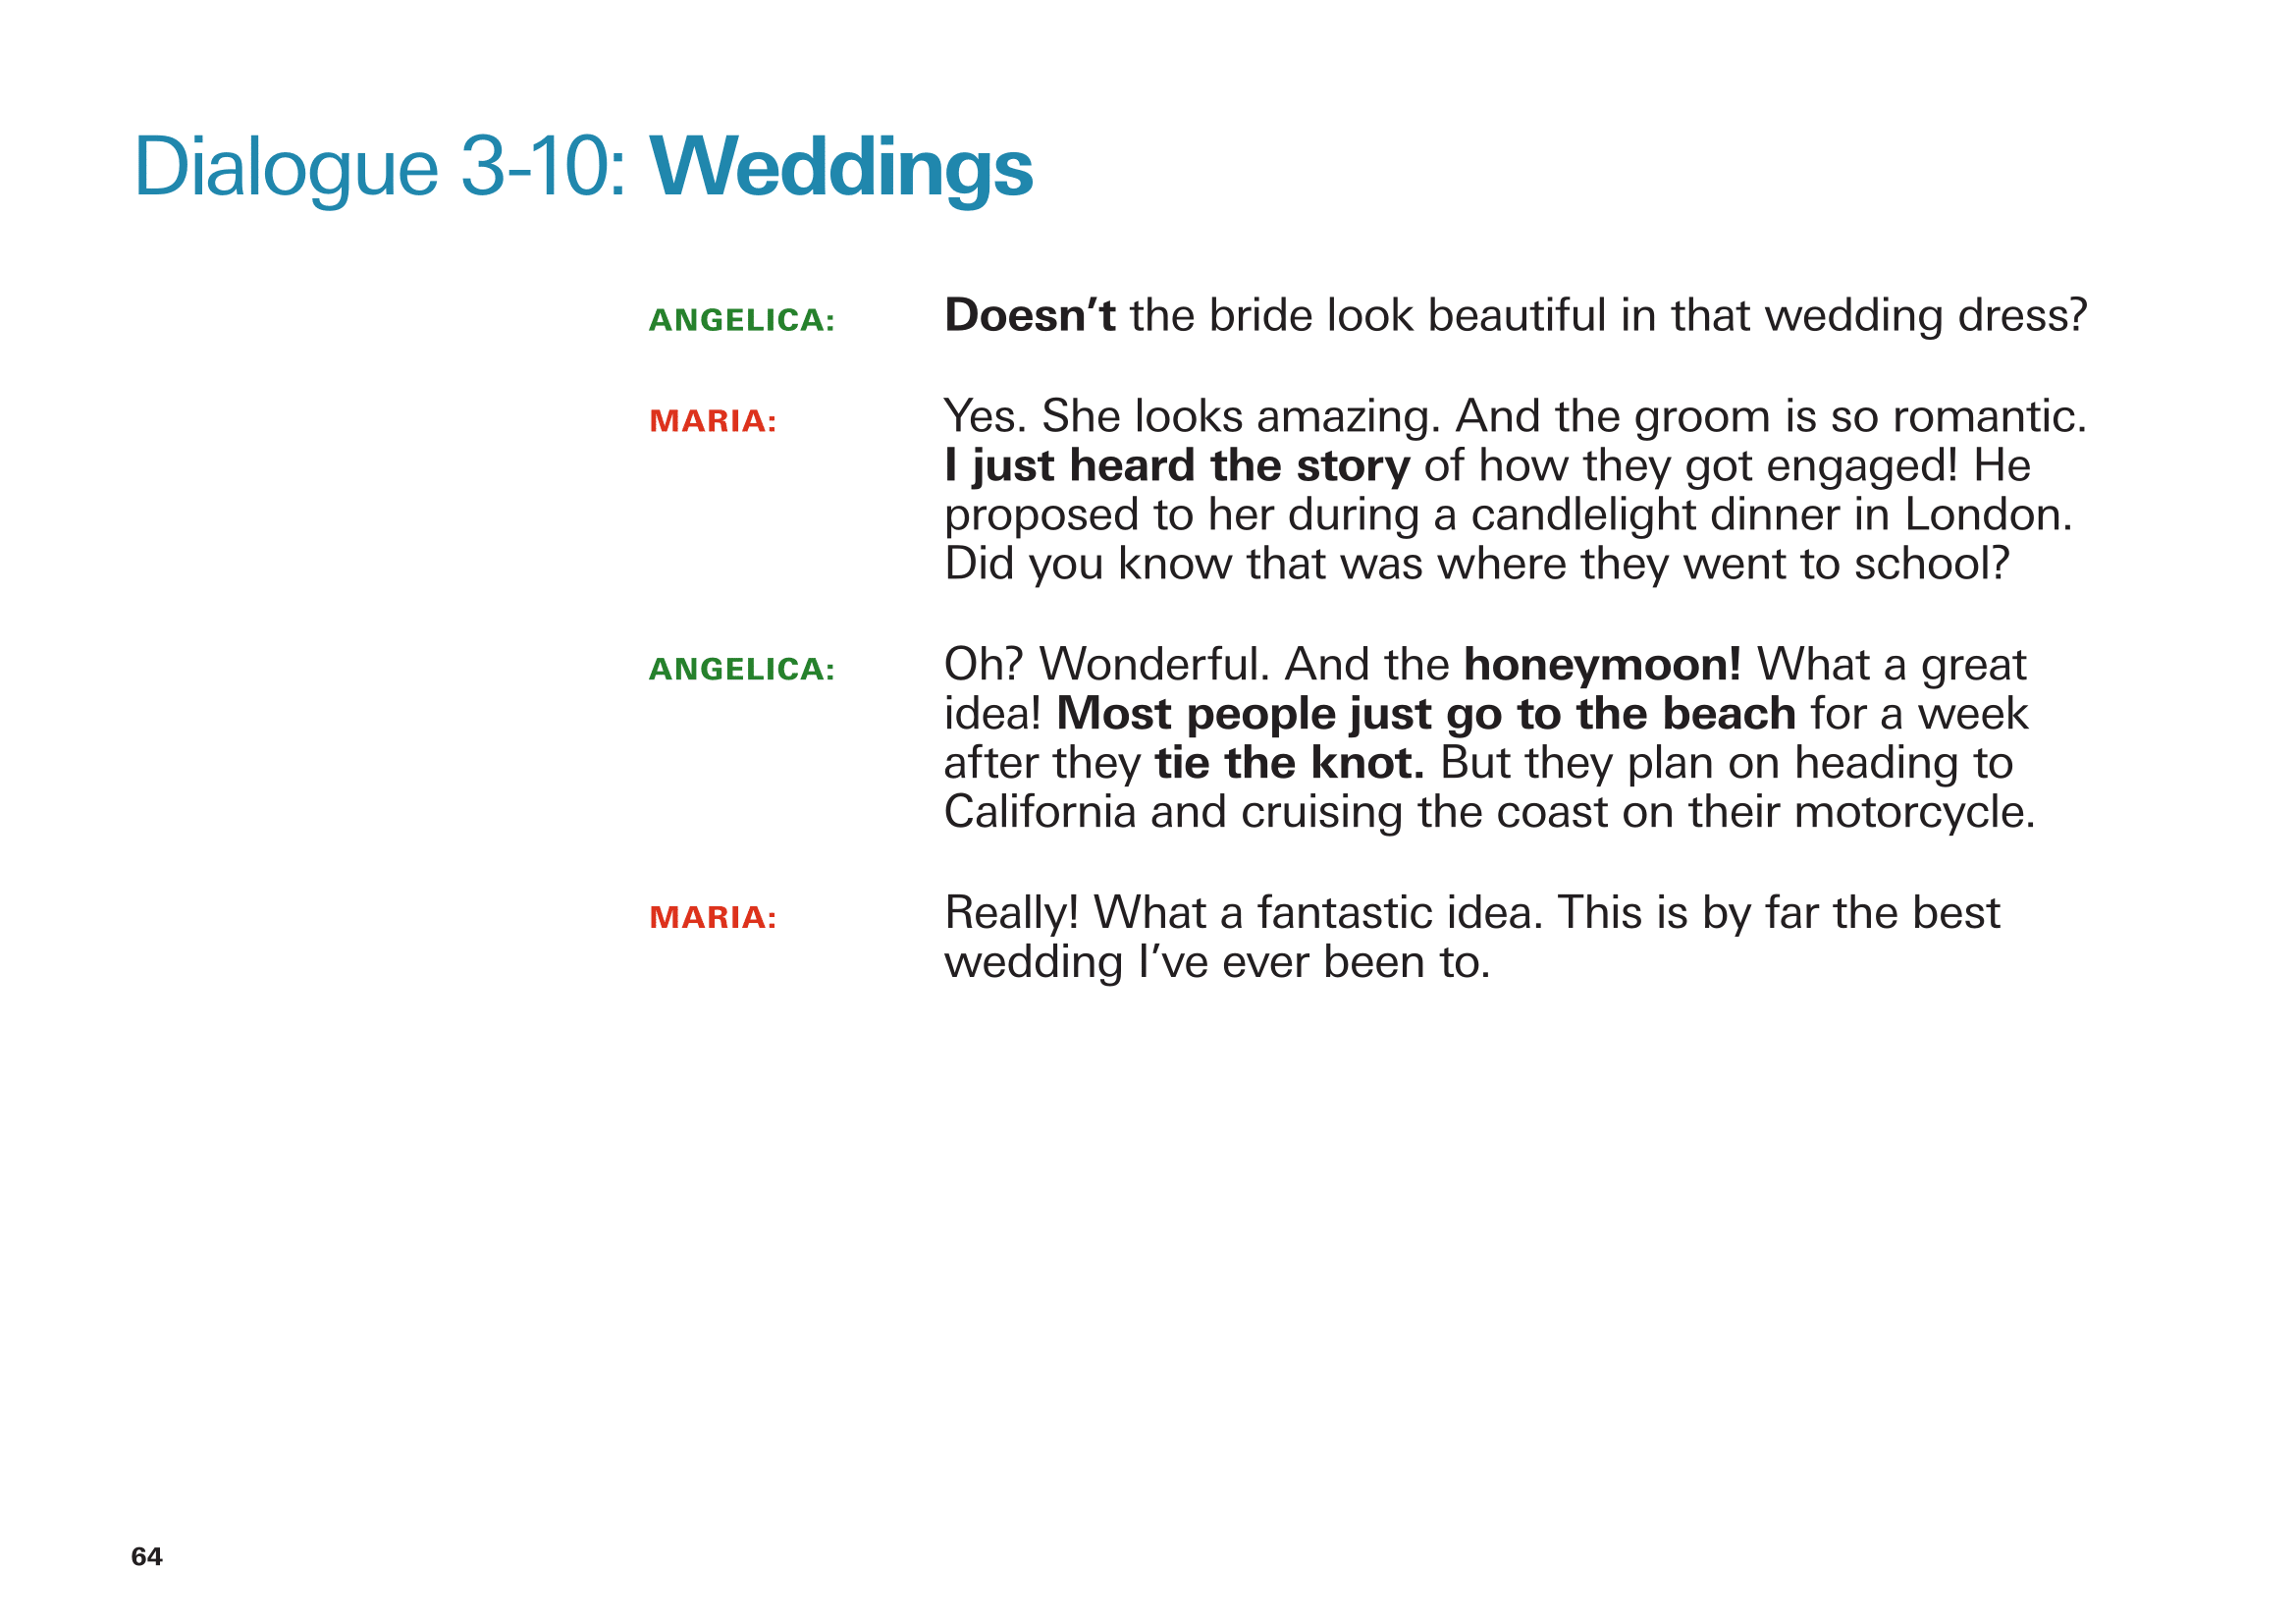 Dialogue 3-10: Weddings
ANGELICA: Doesn’t the bride look beautiful in that wedding dress?
MARIA: Yes. She looks amazing. And the groom is so romantic.
I just heard the story of how they got engaged! He
proposed to her during a candlelight dinner in London.
Did you know that was where they went to school?
ANGELICA: Oh? Wonderful. And the honeymoon! What a great
idea! Most people just go to the beach for a week
after they tie the knot. But they plan on heading to
California and cruising the coast on their motorcycle.
MARIA: Really! What a fantastic idea. This is by far the best
wedding I’ve ever been to.
64